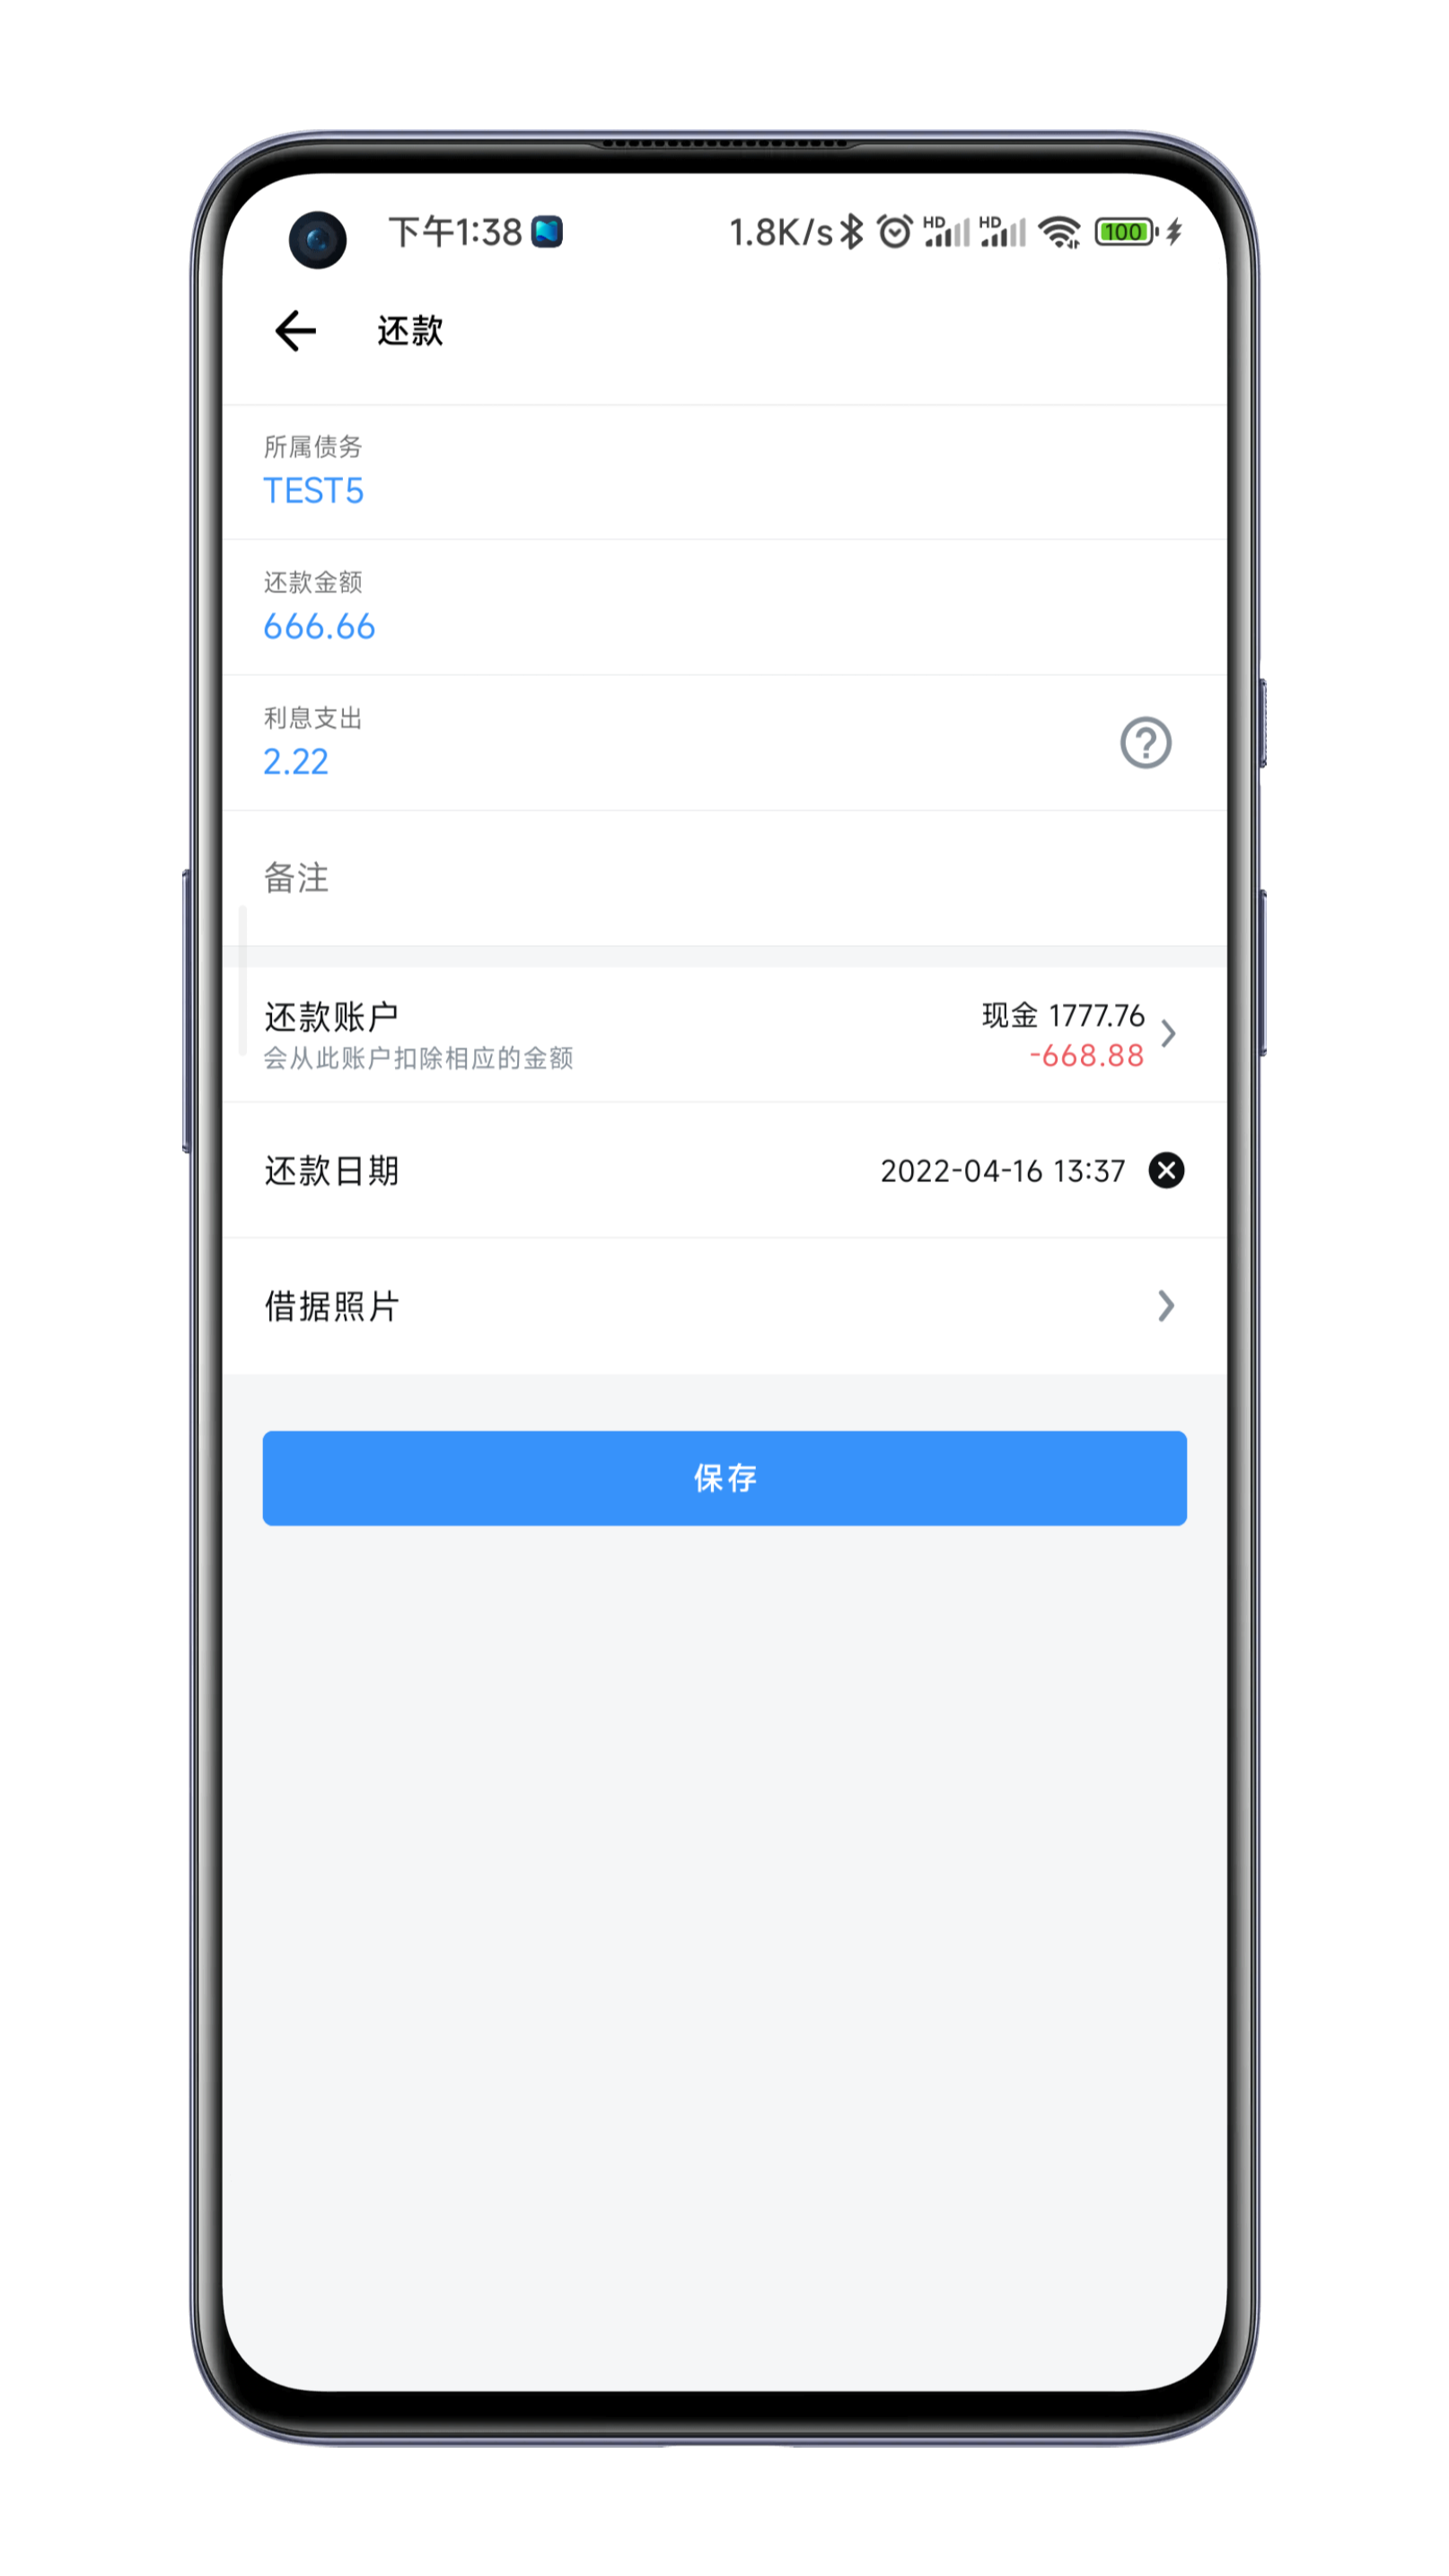 下午1:38 1.8K/s HD HD 100
还款
所属债务
TEST5
还款金额
666.66
利息支出
2.22
备注
还款账户 现金 1777.76
会从此账户扣除相应的金额 -668.88
还款日期 2022-04-16 13:37
借据照片
保存